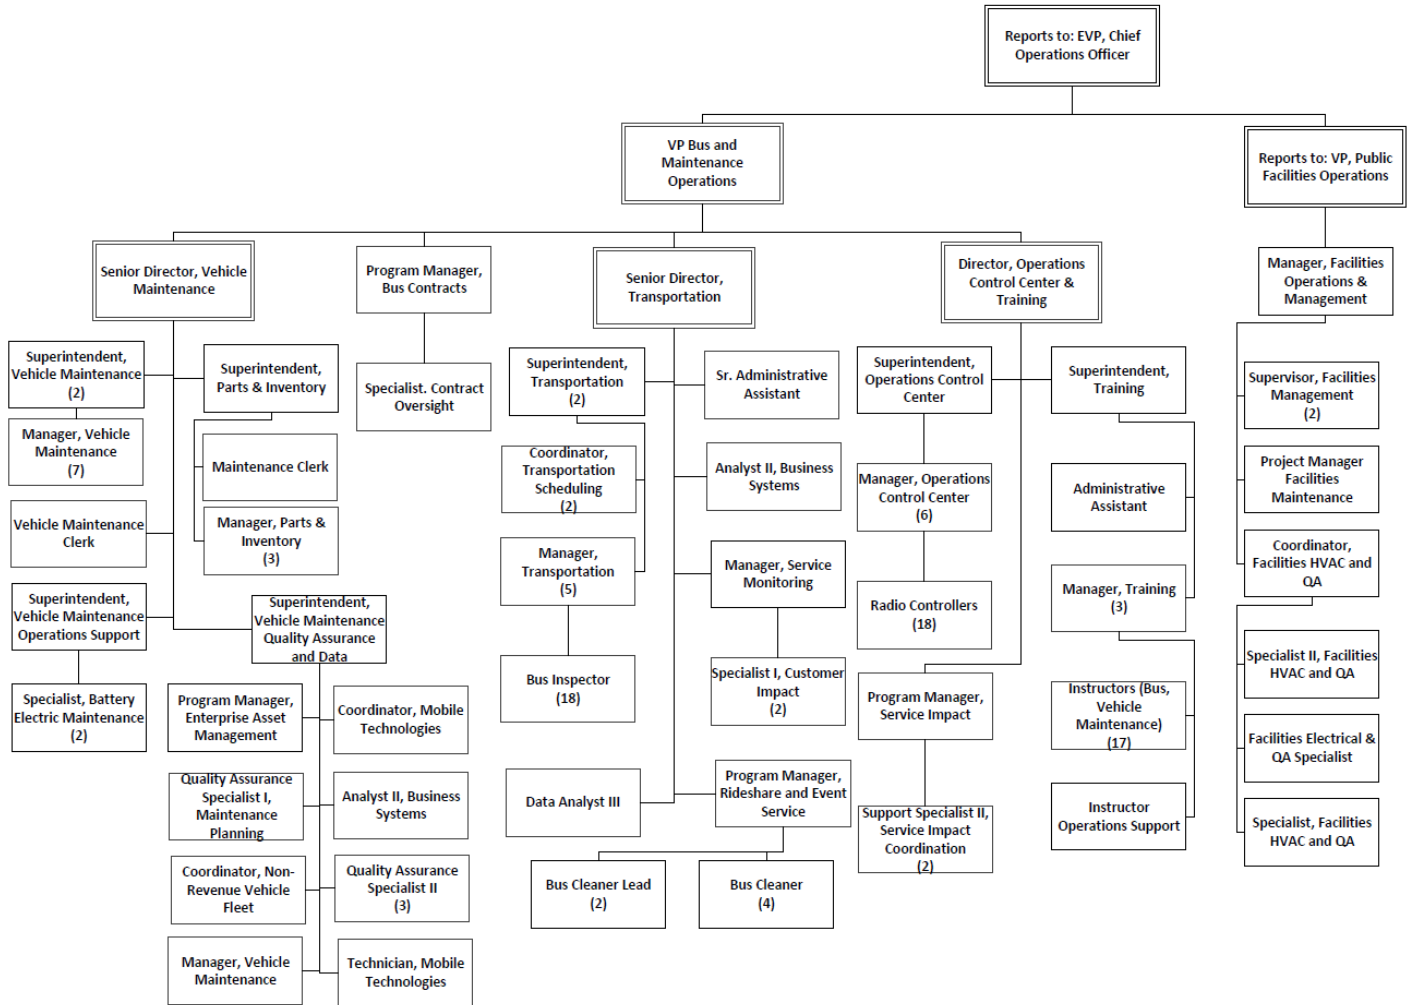 Reports to: EVP, Chief
Operations Officer
VP Bus and
Maintenance
Operations
Reports to: VP, Public
Facilities Operations
Senior Director, Vehicle
Maintenance
Program Manager,
Bus Contracts
Senior Director,
Transportation
Director, Operations
Control Center &
Training
Manager, Facilities
Operations &
Management
Superintendent,
Vehicle Maintenance
(2)
Manager, Vehicle
Maintenance
(7)
Vehicle Maintenance
Clerk
Superintendent,
Vehicle Maintenance
Operations Support
Specialist, Battery
Electric Maintenance
(2)
Superintendent,
Parts & Inventory
Maintenance Clerk
Manager, Parts &
Inventory
(3)
Superintendent,
Vehicle Maintenance
Quality Assurance
and Data
Program Manager,
Enterprise Asset
Management
Coordinator, Mobile
Technologies
Quality Assurance
Specialist I,
Maintenance
Planning
Analyst II, Business
Systems
Coordinator, Non-
Revenue Vehicle
Fleet
Quality Assurance
Specialist II
(3)
Manager, Vehicle
Maintenance
Technician, Mobile
Technologies
Specialist. Contract
Oversight
Superintendent,
Transportation
(2)
Coordinator,
Transportation
Scheduling
(2)
Manager,
Transportation
(5)
Bus Inspector
(18)
Data Analyst III
Sr. Administrative
Assistant
Analyst II, Business
Systems
Manager, Service
Monitoring
Specialist I, Customer
Impact
(2)
Program Manager,
Rideshare and Event
Service
Bus Cleaner Lead
(2)
Bus Cleaner
(4)
Superintendent,
Operations Control
Center
Manager, Operations
Control Center
(6)
Radio Controllers
(18)
Program Manager,
Service Impact
Support Specialist II,
Service Impact
Coordination
(2)
Superintendent,
Training
Administrative
Assistant
Manager, Training
(3)
Instructors (Bus,
Vehicle
Maintenance)
(17)
Instructor
Operations Support
Supervisor, Facilities
Management
(2)
Project Manager
Facilities
Maintenance
Coordinator,
Facilities HVAC and
QA
Specialist II, Facilities
HVAC and QA
Facilities Electrical &
QA Specialist
Specialist, Facilities
HVAC and QA